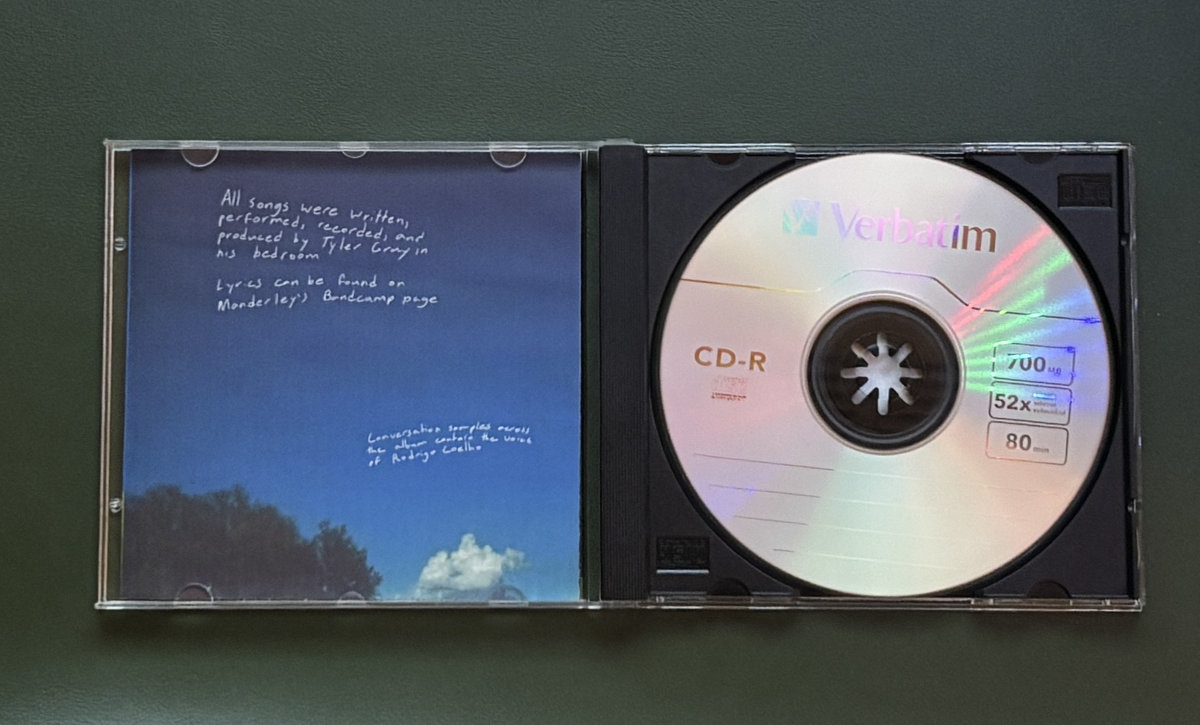 All songs were written,
performed, recorded, and
produced by Tyler Gray in
his bedroom
Lyrics can be found on
Manderley's Bandcamp page
Conversation samples across
the album contain the voice
of Rodrigo Coelho
Verbatim
CD-R
700 MB
52x
80 min